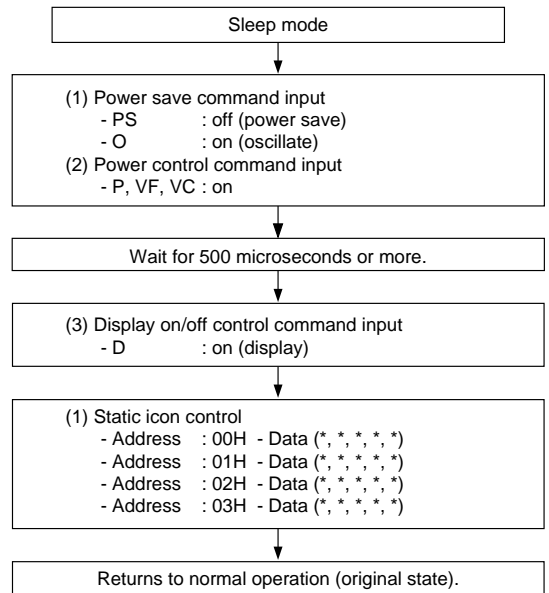 Sleep mode
(1) Power save command input
- PS : off (power save)
- O : on (oscillate)
(2) Power control command input
- P, VF, VC : on
Wait for 500 microseconds or more.
(3) Display on/off control command input
- D : on (display)
(1) Static icon control
- Address : 00H - Data (*, *, *, *, *)
- Address : 01H - Data (*, *, *, *, *)
- Address : 02H - Data (*, *, *, *, *)
- Address : 03H - Data (*, *, *, *, *)
Returns to normal operation (original state).